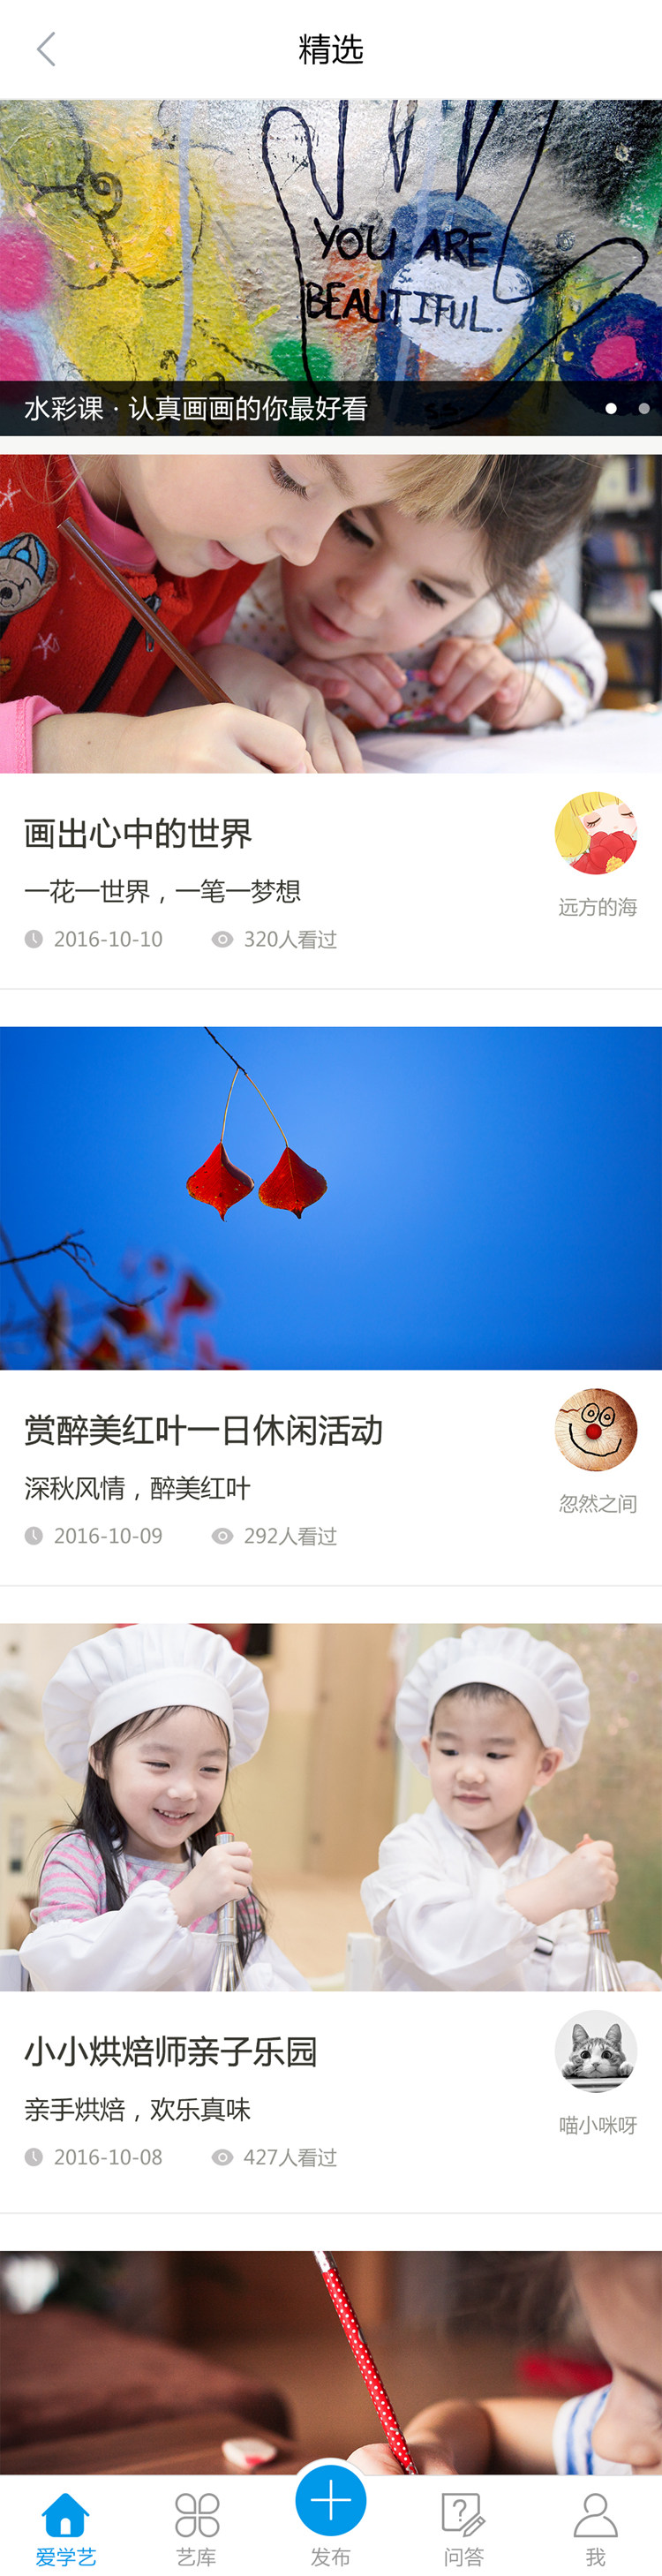 精选
YOU ARE
BEAUTIFUL.
水彩课 · 认真画画的你最好看
画出心中的世界
一花一世界，一笔一梦想
远方的海
2016-10-10 320人看过
赏醉美红叶一日休闲活动
深秋风情，醉美红叶
忽然之间
2016-10-09 292人看过
小小烘焙师亲子乐园
亲手烘焙，欢乐真味
喵小咪呀
2016-10-08 427人看过
爱学艺 艺库 发布 问答 我